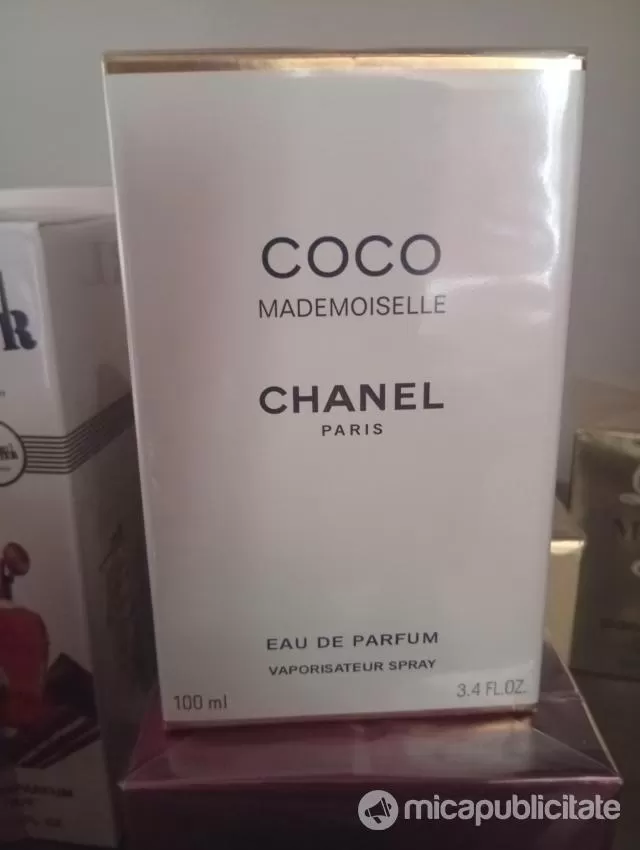 COCO
MADEMOISELLE
CHANEL
PARIS
EAU DE PARFUM
VAPORISATEUR SPRAY
100 ml
3.4 FL.OZ.
micapublicitate